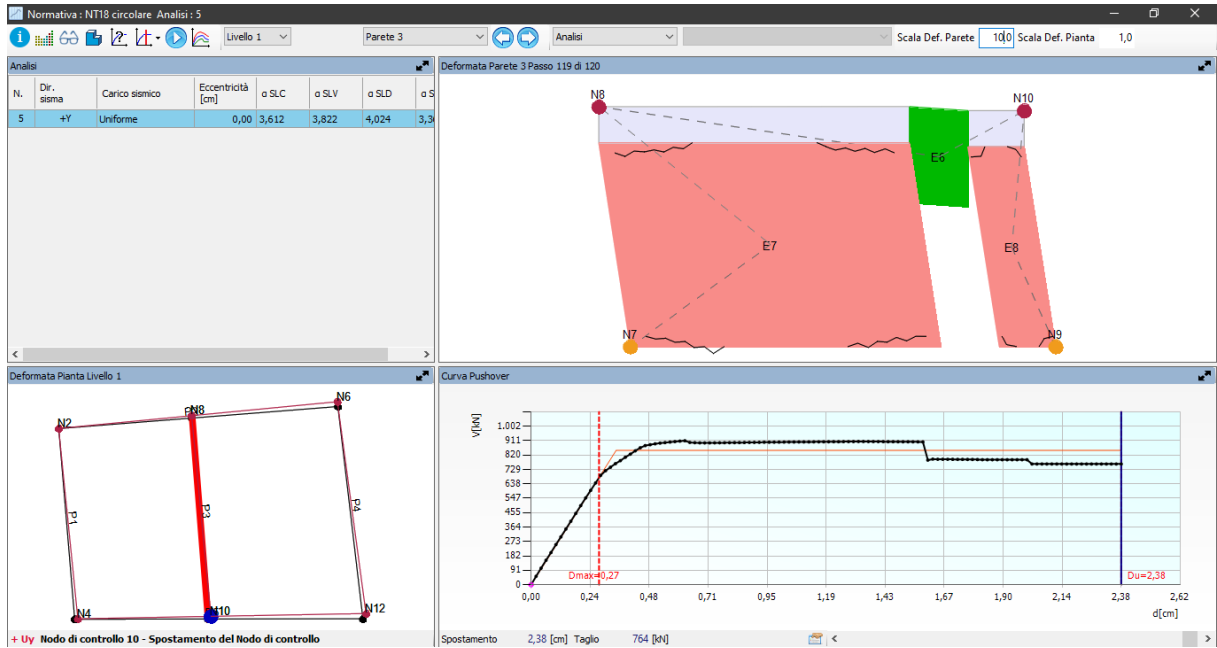 Normativa : NT18 circolare Analisi : 5
Livello 1
Parete 3
Analisi
Scala Def. Parete 10,0 Scala Def. Pianta 1,0
Analisi
N. Dir. sisma Carico sismico Eccentricità [cm] α SLC α SLV α SLD α S
5 +Y Uniforme 0,00 3,612 3,822 4,024 3,3
Deformata Parete 3 Passo 119 di 120
N8
N10
E6
E7
E8
N7
N9
Deformata Pianta Livello 1
N6
N2
N8
P1
P3
P4
N4
N10
N12
+ Uy Nodo di controllo 10 - Spostamento del Nodo di controllo
Curva Pushover
V[kN]
1.002
911
820
729
638
547
455
364
273
182
91
0
Dmax=0,27
Du=2,38
0,00 0,24 0,48 0,71 0,95 1,19 1,43 1,67 1,90 2,14 2,38 2,62
d[cm]
Spostamento 2,38 [cm] Taglio 764 [kN]